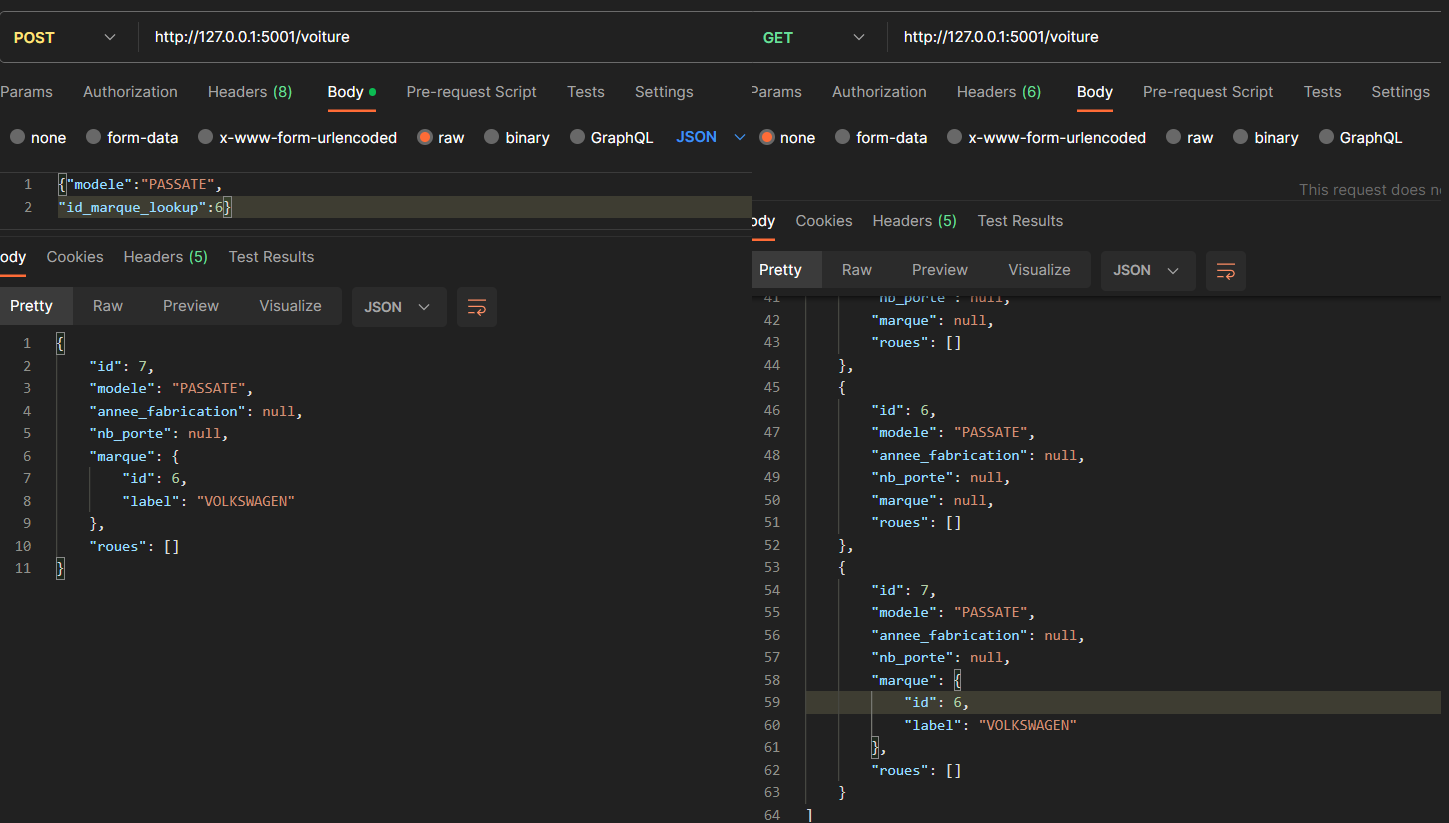 POST http://127.0.0.1:5001/voiture
Params Authorization Headers (8) Body Pre-request Script Tests Settings
none form-data x-www-form-urlencoded raw binary GraphQL JSON
1 {"modele":"PASSATE",
2 "id_marque_lookup":6}
ody Cookies Headers (5) Test Results
Pretty Raw Preview Visualize JSON
1 {
2 "id": 7,
3 "modele": "PASSATE",
4 "annee_fabrication": null,
5 "nb_porte": null,
6 "marque": {
7 "id": 6,
8 "label": "VOLKSWAGEN"
9 },
10 "roues": []
11 }
GET http://127.0.0.1:5001/voiture
Params Authorization Headers (6) Body Pre-request Script Tests Settings
none form-data x-www-form-urlencoded raw binary GraphQL
This request does no
ody Cookies Headers (5) Test Results
Pretty Raw Preview Visualize JSON
41 "nb_porte": null,
42 "marque": null,
43 "roues": []
44 },
45 {
46 "id": 6,
47 "modele": "PASSATE",
48 "annee_fabrication": null,
49 "nb_porte": null,
50 "marque": null,
51 "roues": []
52 },
53 {
54 "id": 7,
55 "modele": "PASSATE",
56 "annee_fabrication": null,
57 "nb_porte": null,
58 "marque": {
59 "id": 6,
60 "label": "VOLKSWAGEN"
61 },
62 "roues": []
63 }
64 ]